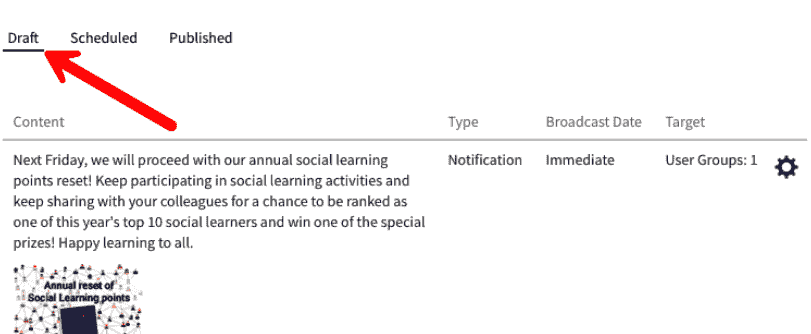 Draft Scheduled Published
Content Type Broadcast Date Target
Next Friday, we will proceed with our annual social learning Notification Immediate User Groups: 1
points reset! Keep participating in social learning activities and
keep sharing with your colleagues for a chance to be ranked as
one of this year's top 10 social learners and win one of the special
prizes! Happy learning to all.
Annual reset of
Social Learning points